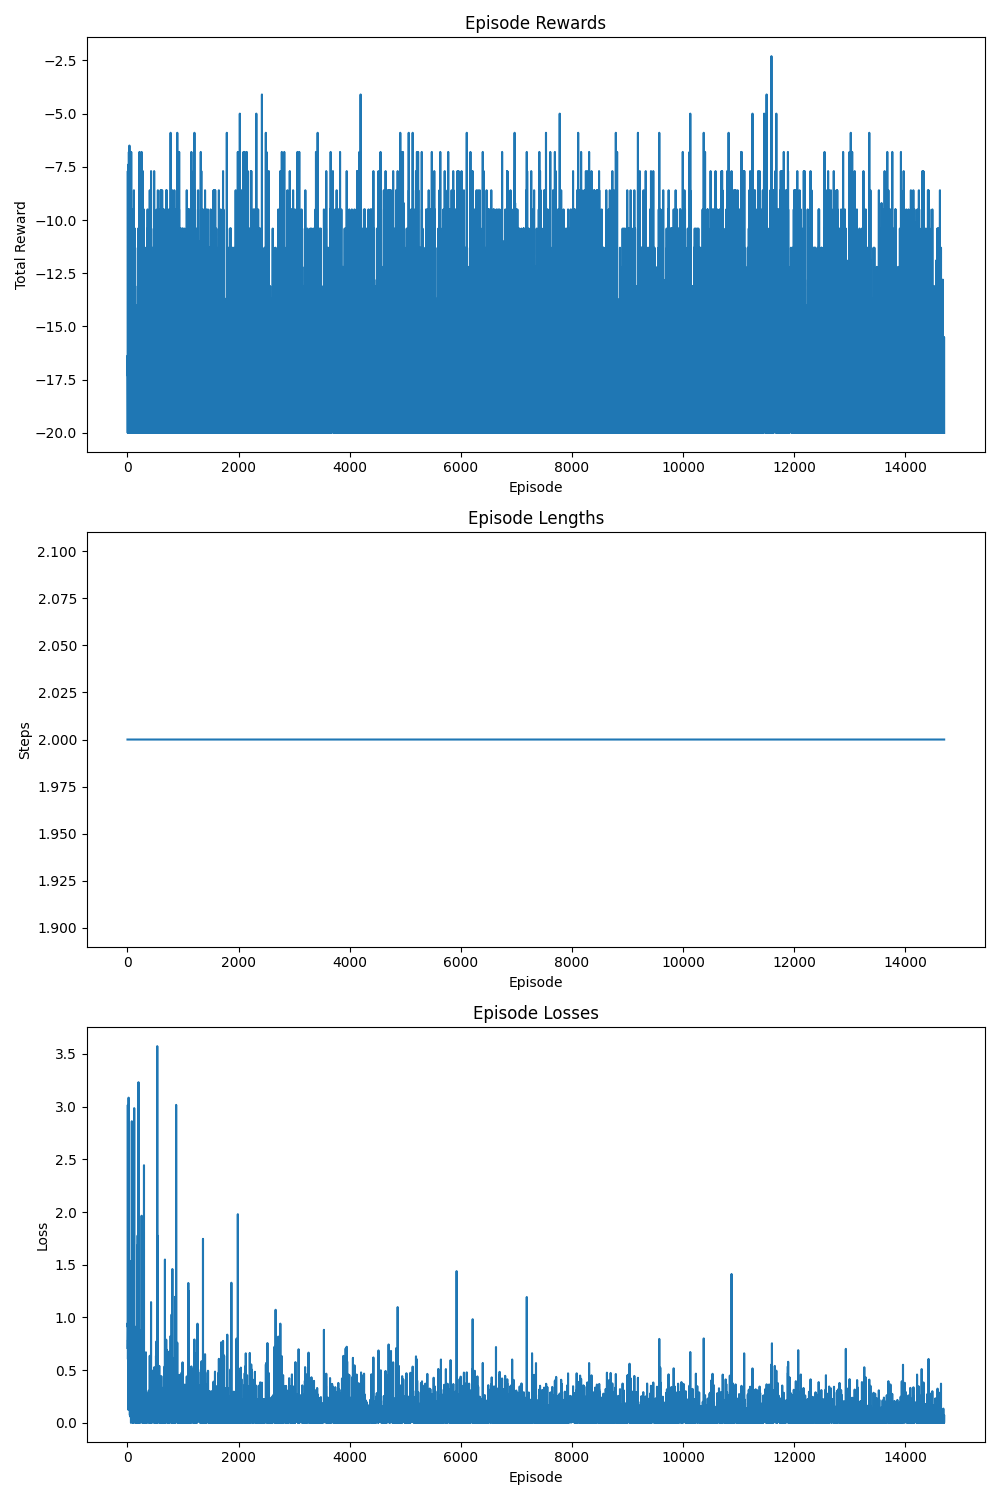 Episode Rewards
Total Reward
−2.5
−5.0
−7.5
−10.0
−12.5
−15.0
−17.5
−20.0
0 2000 4000 6000 8000 10000 12000 14000
Episode
Episode Lengths
Steps
2.100
2.075
2.050
2.025
2.000
1.975
1.950
1.925
1.900
0 2000 4000 6000 8000 10000 12000 14000
Episode
Episode Losses
Loss
3.5
3.0
2.5
2.0
1.5
1.0
0.5
0.0
0 2000 4000 6000 8000 10000 12000 14000
Episode